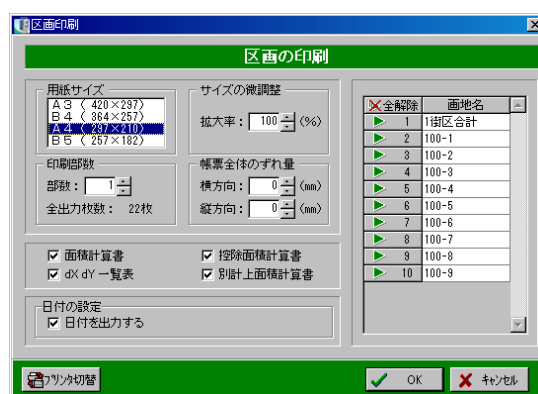 区画印刷
区画の印刷
用紙サイズ
A3 ( 420×297)
B4 ( 364×257)
A4 ( 297×210)
B5 ( 257×182)
サイズの微調整
拡大率: 100 (%)
印刷部数
部数: 1
全出力枚数: 22枚
帳票全体のずれ量
横方向: 0 (mm)
縦方向: 0 (mm)
面積計算書
控除面積計算書
dX dY 一覧表
別計上面積計算書
日付の設定
日付を出力する
全解除 画地名
1 1街区合計
2 100-1
3 100-2
4 100-3
5 100-4
6 100-5
7 100-6
8 100-7
9 100-8
10 100-9
プリンタ切替
OK
キャンセル